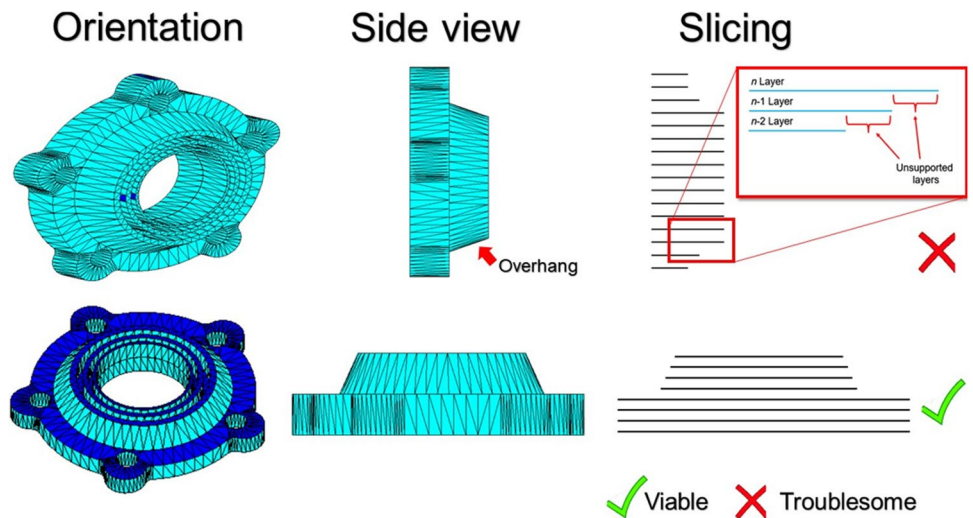 Orientation
Side view
Slicing
n Layer
n-1 Layer
n-2 Layer
Unsupported
layers
Overhang
Viable
Troublesome